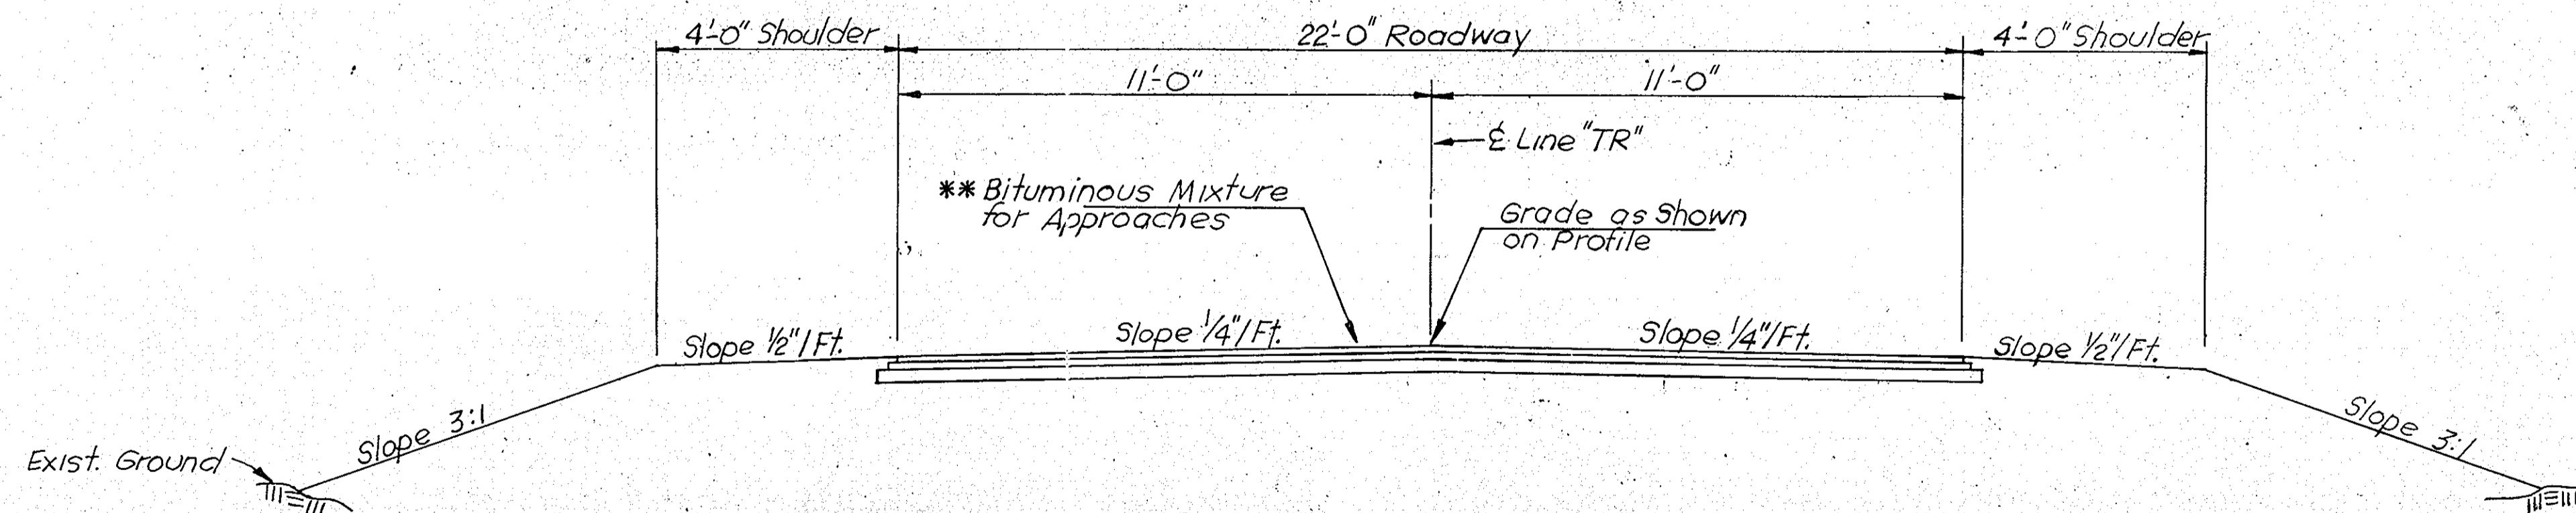 4'-0" Shoulder
22'-0" Roadway
4'-0" Shoulder
11'-0"
11'-0"
℄ Line "TR"
** Bituminous Mixture
for Approaches
Grade as Shown
on Profile
Slope 1/2"/Ft.
Slope 1/4"/Ft.
Slope 1/4"/Ft.
Slope 1/2"/Ft.
Slope 3:1
Slope 3:1
Exist. Ground